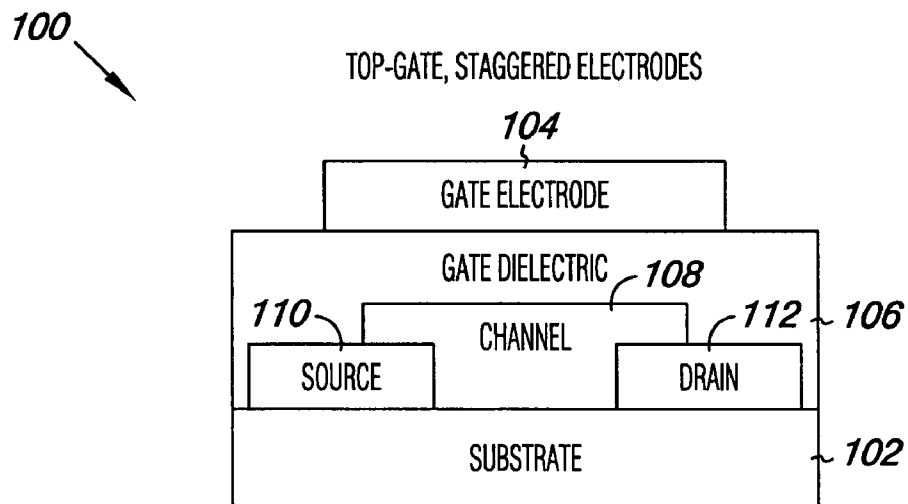 100
TOP-GATE, STAGGERED ELECTRODES
104
GATE ELECTRODE
GATE DIELECTRIC
108
110
CHANNEL
112
106
SOURCE
DRAIN
SUBSTRATE
102